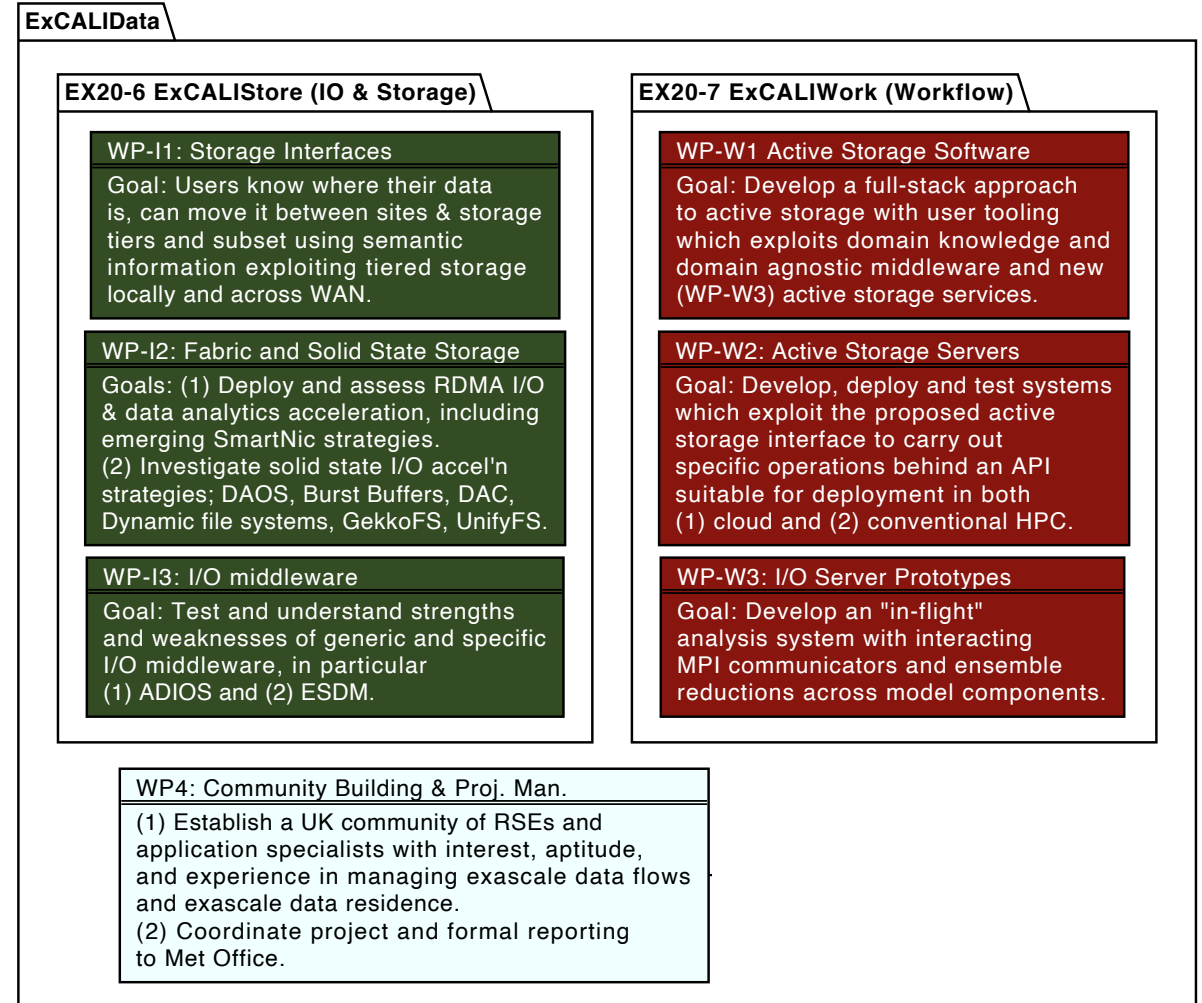 ExCALIData
EX20-6 ExCALIStore (IO & Storage)
WP-I1: Storage Interfaces
Goal: Users know where their data
is, can move it between sites & storage
tiers and subset using semantic
information exploiting tiered storage
locally and across WAN.
WP-I2: Fabric and Solid State Storage
Goals: (1) Deploy and assess RDMA I/O
& data analytics acceleration, including
emerging SmartNic strategies.
(2) Investigate solid state I/O accel'n
strategies; DAOS, Burst Buffers, DAC,
Dynamic file systems, GekkoFS, UnifyFS.
WP-I3: I/O middleware
Goal: Test and understand strengths
and weaknesses of generic and specific
I/O middleware, in particular
(1) ADIOS and (2) ESDM.
EX20-7 ExCALIWork (Workflow)
WP-W1 Active Storage Software
Goal: Develop a full-stack approach
to active storage with user tooling
which exploits domain knowledge and
domain agnostic middleware and new
(WP-W3) active storage services.
WP-W2: Active Storage Servers
Goal: Develop, deploy and test systems
which exploit the proposed active
storage interface to carry out
specific operations behind an API
suitable for deployment in both
(1) cloud and (2) conventional HPC.
WP-W3: I/O Server Prototypes
Goal: Develop an "in-flight"
analysis system with interacting
MPI communicators and ensemble
reductions across model components.
WP4: Community Building & Proj. Man.
(1) Establish a UK community of RSEs and
application specialists with interest, aptitude,
and experience in managing exascale data flows
and exascale data residence.
(2) Coordinate project and formal reporting
to Met Office.